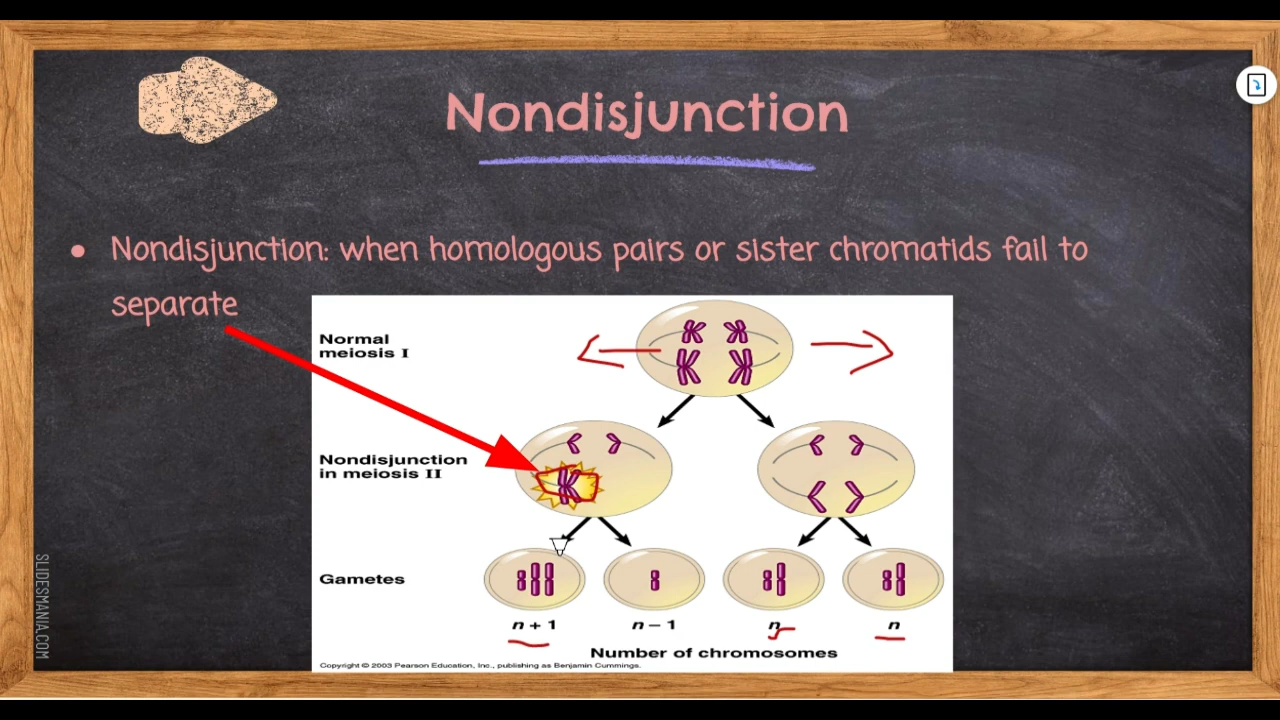 Nondisjunction
Nondisjunction: when homologous pairs or sister chromatids fail to
separate
Normal
meiosis I
Nondisjunction
in meiosis II
Gametes
n + 1
n – 1
n
n
Number of chromosomes
Copyright © 2003 Pearson Education, Inc., publishing as Benjamin Cummings.
SLIDESMANIA.COM